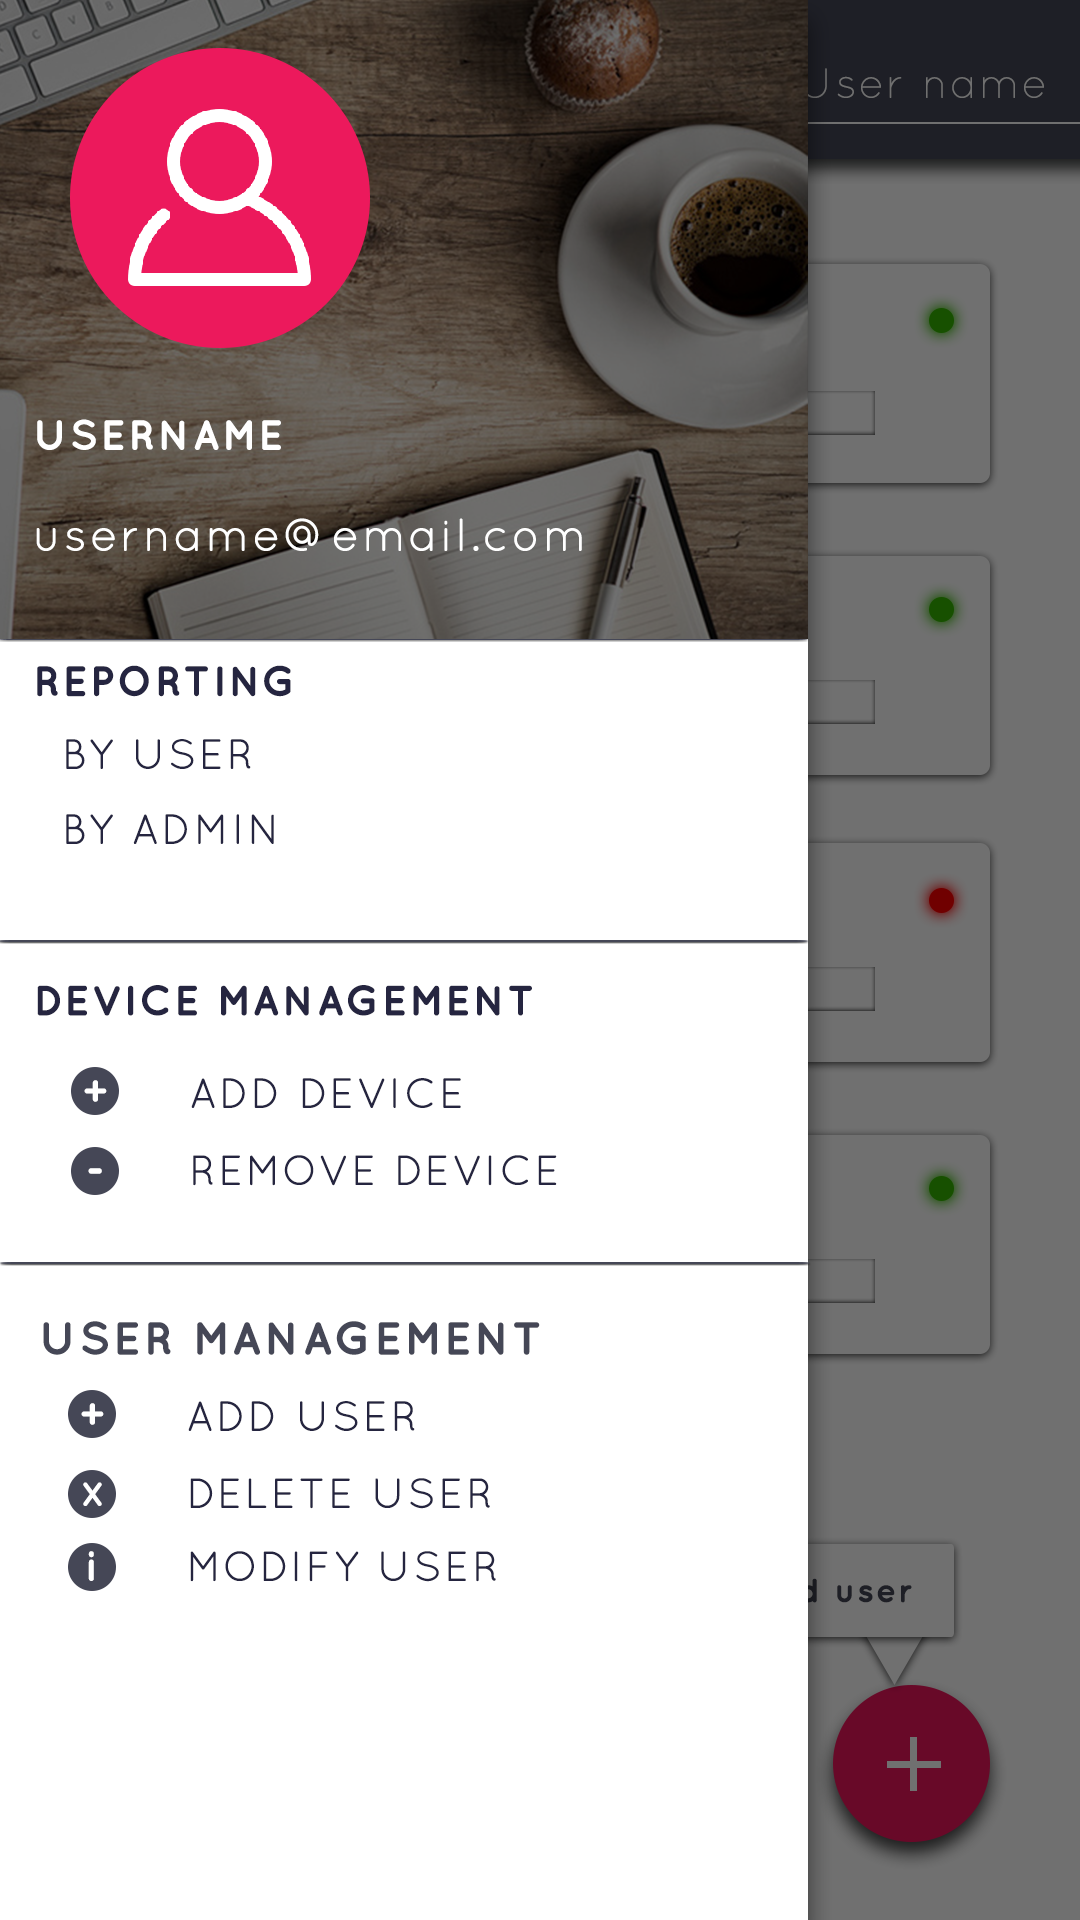 User name
USERNAME
username@email.com
REPORTING
BY USER
BY ADMIN
DEVICE MANAGEMENT
+ ADD DEVICE
- REMOVE DEVICE
USER MANAGEMENT
+ ADD USER
x DELETE USER
i MODIFY USER
d user
+